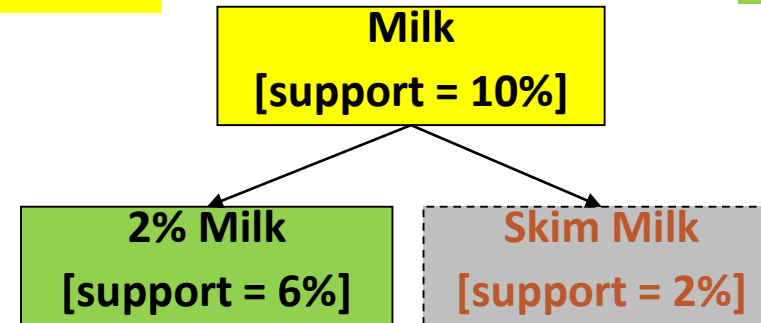 Milk
[support = 10%]
2% Milk
[support = 6%]
Skim Milk
[support = 2%]